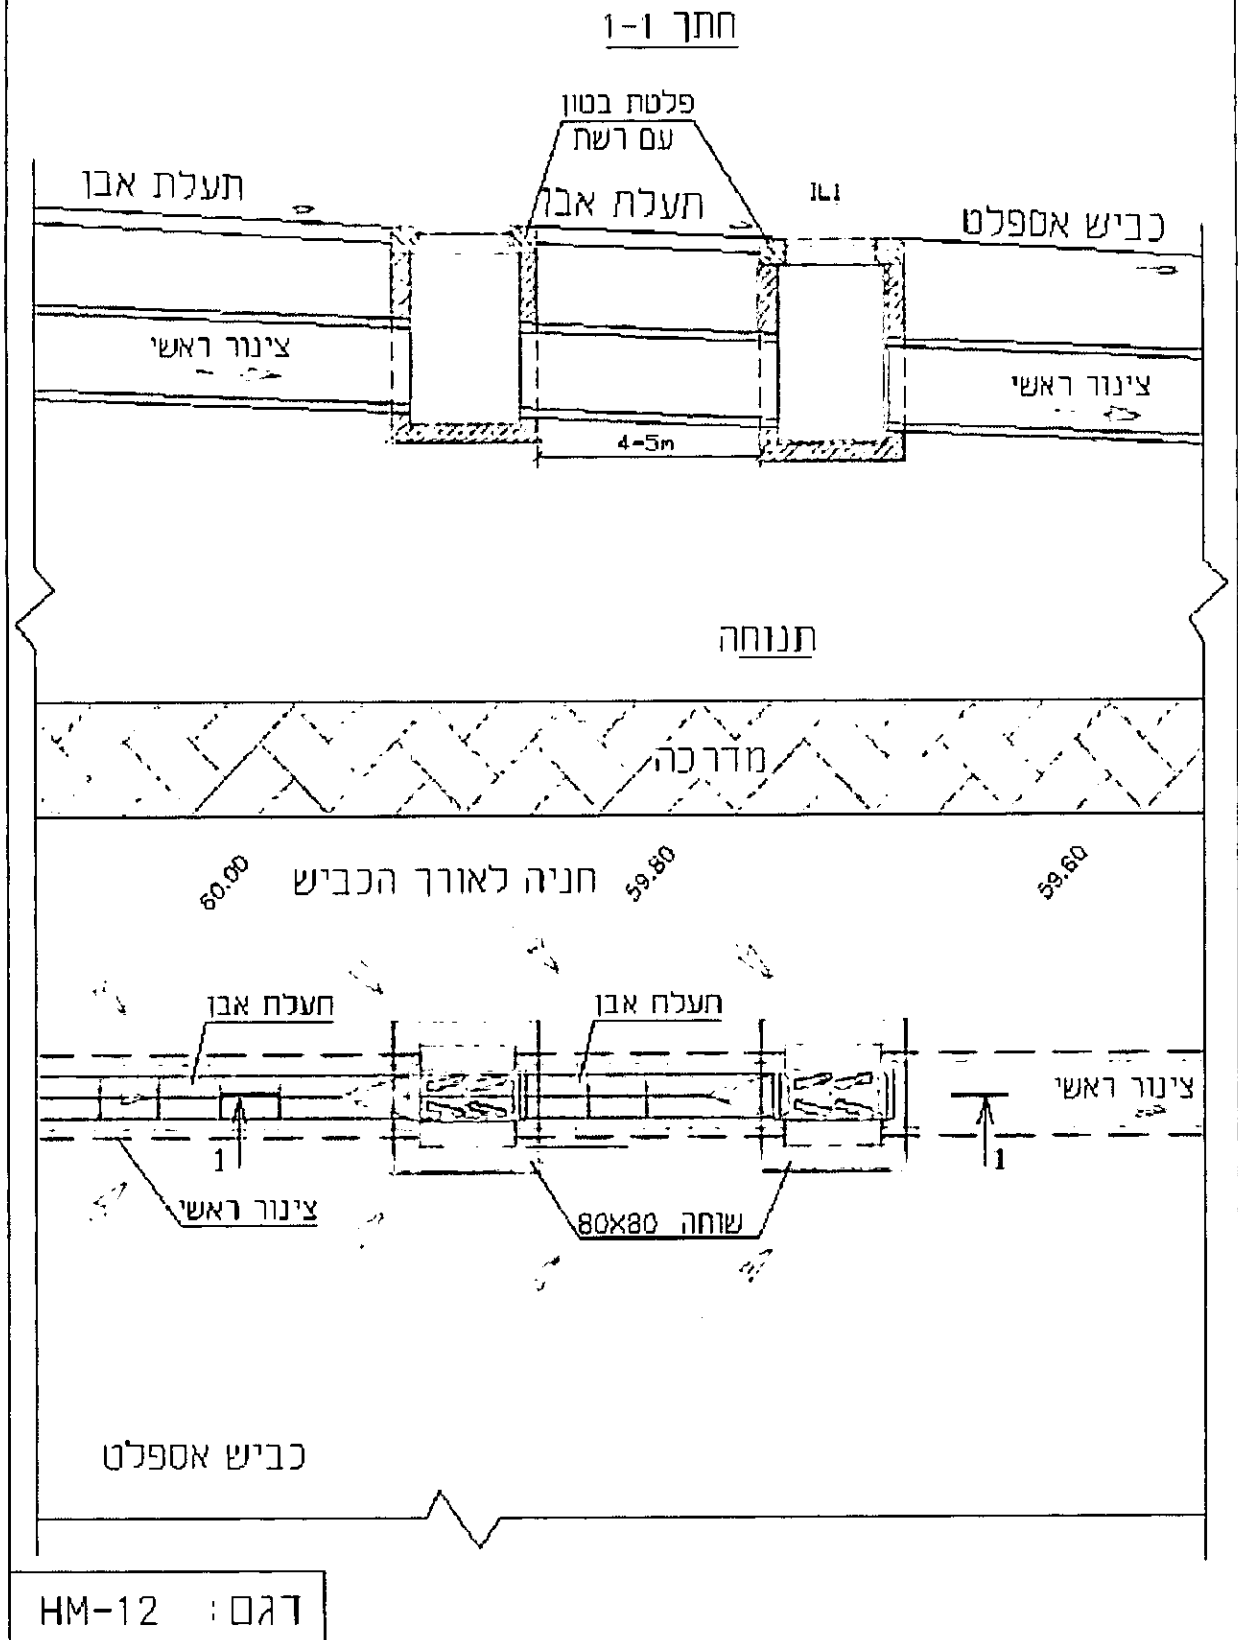 חתך 1-1
פלטת בטון
עם רשת
תעלת אבן
תעלת אבן
I.L1
כביש אספלט
צינור ראשי
צינור ראשי
4-5m
תנוחה
מדרכה
חניה לאורך הכביש
60.00
59.80
59.60
תעלת אבן
תעלת אבן
צינור ראשי
1
1
צינור ראשי
שוחה 80X80
כביש אספלט
דגם: HM-12